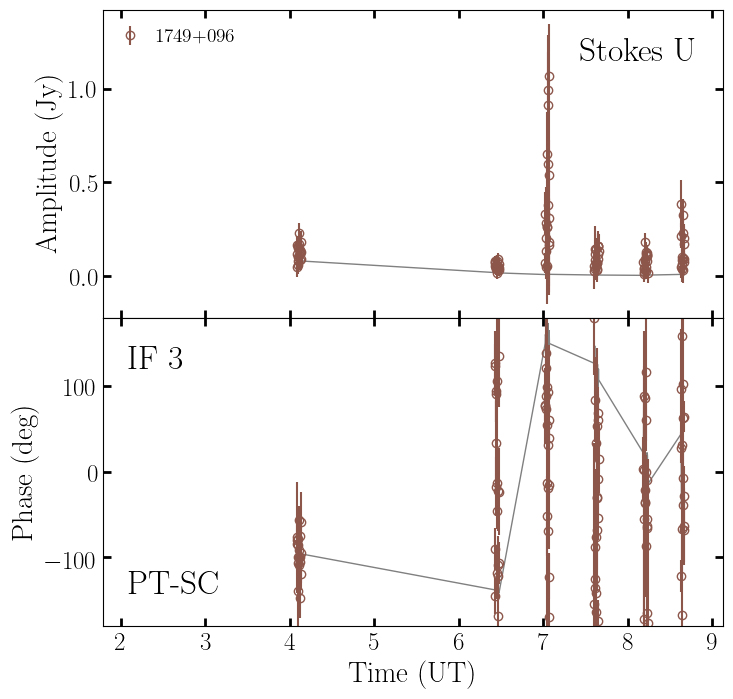 1749+096
Stokes U
Amplitude (Jy)
1.0
0.5
0.0
IF 3
Phase (deg)
100
0
−100
PT-SC
2 3 4 5 6 7 8 9
Time (UT)